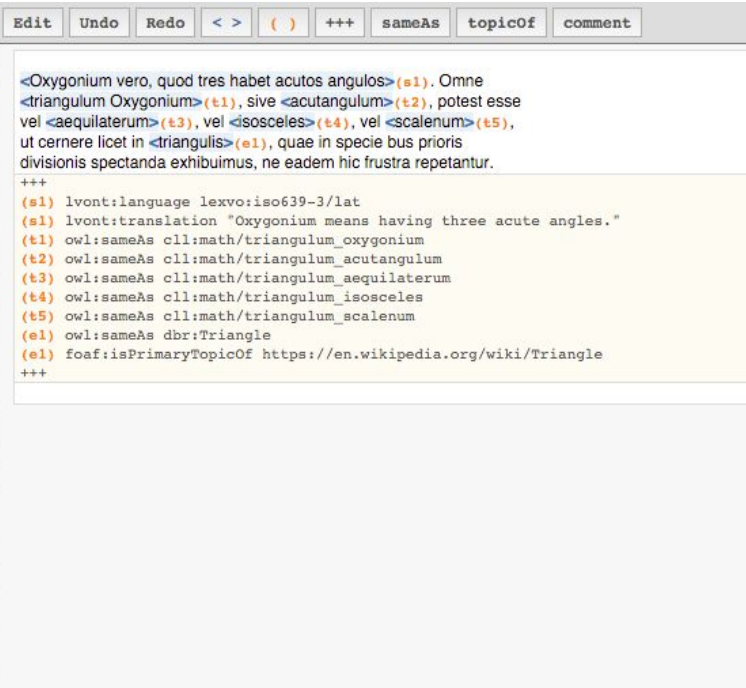 Edit Undo Redo < > ( ) +++ sameAs topicOf comment
<Oxygonium vero, quod tres habet acutos angulos>(s1). Omne
<triangulum Oxygonium>(t1), sive <acutangulum>(t2), potest esse
vel <aequilaterum>(t3), vel <isosceles>(t4), vel <scalenum>(t5),
ut cernere licet in <triangulis>(e1), quae in specie bus prioris
divisionis spectanda exhibuimus, ne eadem hic frustra repetantur.
+++
(s1) lvont:language lexvo:iso639-3/lat
(s1) lvont:translation "Oxygonium means having three acute angles."
(t1) owl:sameAs cll:math/triangulum_oxygonium
(t2) owl:sameAs cll:math/triangulum_acutangulum
(t3) owl:sameAs cll:math/triangulum_aequilaterum
(t4) owl:sameAs cll:math/triangulum_isosceles
(t5) owl:sameAs cll:math/triangulum_scalenum
(e1) owl:sameAs dbr:Triangle
(e1) foaf:isPrimaryTopicOf https://en.wikipedia.org/wiki/Triangle
+++